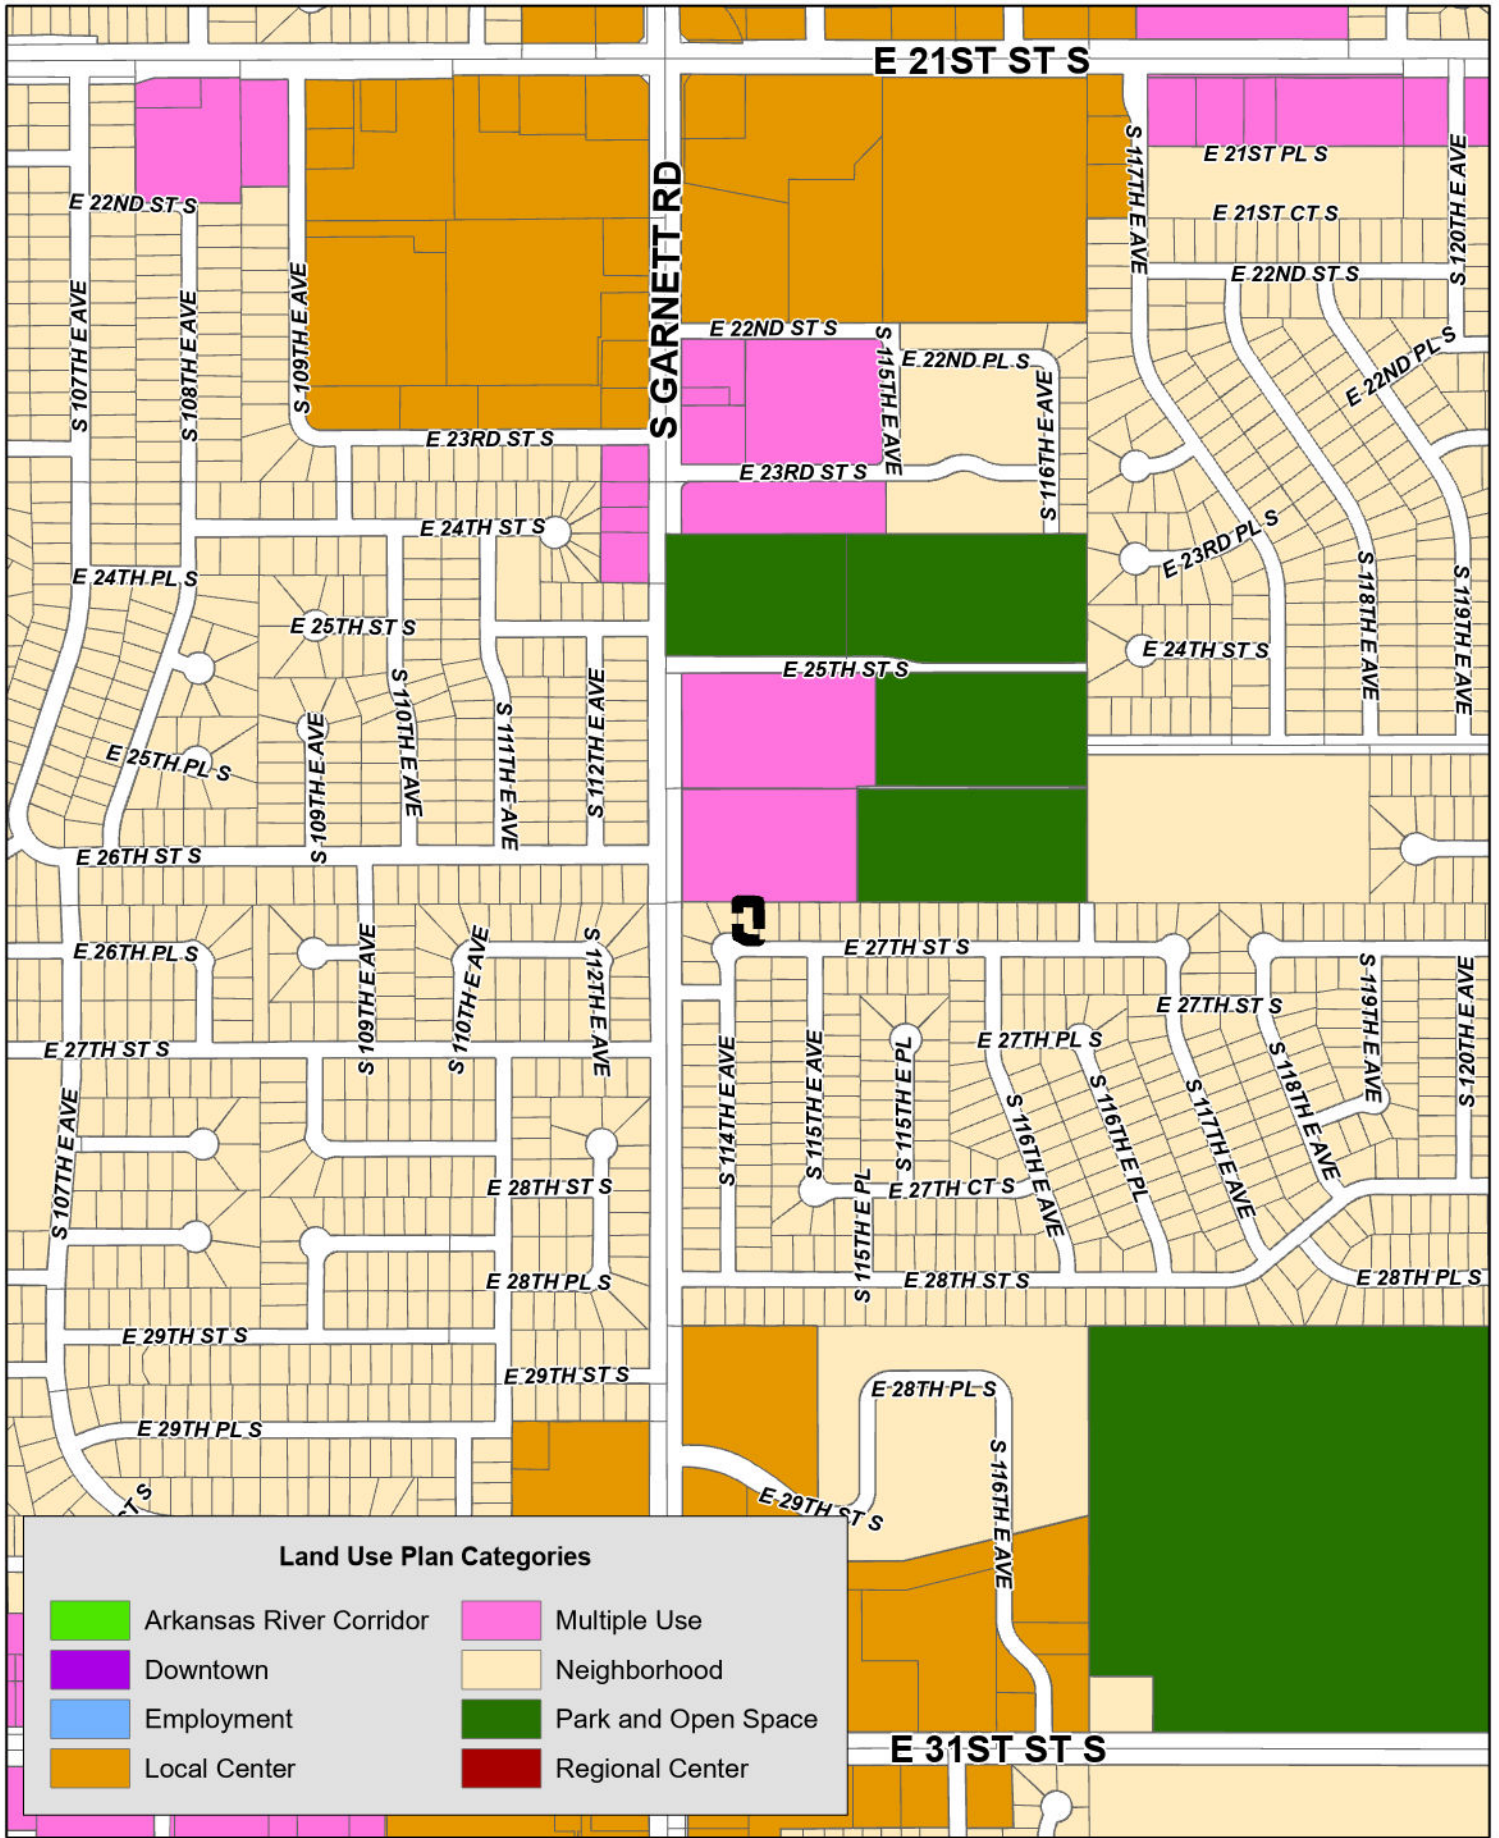 E 21ST ST S
E 21ST PL S
S 117TH E AVE
S 120TH E AVE
E 22ND ST S
E 21ST CT S
S GARNETT RD
E 22ND ST S
S 107TH E AVE
S 108TH E AVE
S 109TH E AVE
E 22ND ST S
S 115TH E AVE
E 22ND PL S
S 116TH E AVE
E 22ND PL S
E 23RD ST S
E 23RD ST S
E 24TH ST S
E 23RD PL S
E 24TH PL S
S 118TH E AVE
S 119TH E AVE
E 25TH ST S
E 24TH ST S
E 25TH ST S
S 110TH E AVE
S 111TH E AVE
S 112TH E AVE
S 109TH E AVE
E 25TH PL S
E 26TH ST S
E 26TH PL S
S 109TH E AVE
S 110TH E AVE
S 112TH E AVE
E 27TH ST S
S 119TH E AVE
S 120TH E AVE
E 27TH ST S
E 27TH ST S
E 27TH PL S
S 114TH E AVE
S 115TH E AVE
S 115TH E PL
S 116TH E AVE
S 116TH E PL
S 117TH E AVE
S 118TH E AVE
S 107TH E AVE
E 28TH ST S
E 27TH CT S
S 115TH E PL
E 28TH PL S
E 28TH ST S
E 28TH PL S
E 29TH ST S
E 29TH ST S
E 28TH PL S
E 29TH PL S
S 116TH E AVE
E 29TH ST S
ST S
Land Use Plan Categories
Arkansas River Corridor
Multiple Use
Downtown
Neighborhood
Employment
Park and Open Space
Local Center
Regional Center
E 31ST ST S